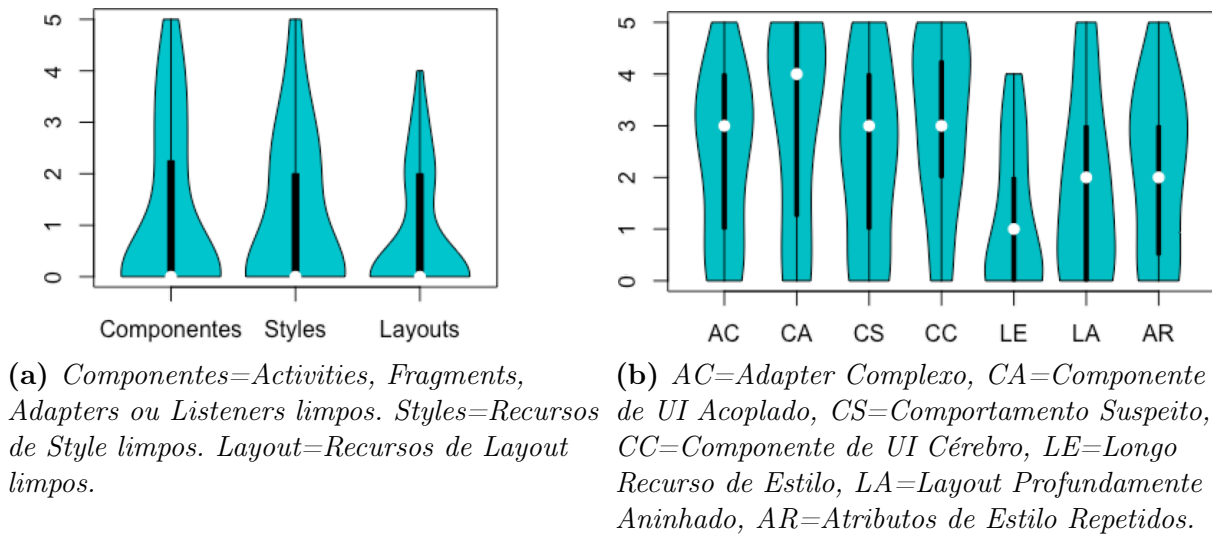 5
4
3
2
1
0
Componentes Styles Layouts
(a) Componentes=Activities, Fragments,
Adapters ou Listeners limpos. Styles=Recursos
de Style limpos. Layout=Recursos de Layout
limpos.
5
4
3
2
1
0
AC CA CS CC LE LA AR
(b) AC=Adapter Complexo, CA=Componente
de UI Acoplado, CS=Comportamento Suspeito,
CC=Componente de UI Cérebro, LE=Longo
Recurso de Estilo, LA=Layout Profundamente
Aninhado, AR=Atributos de Estilo Repetidos.